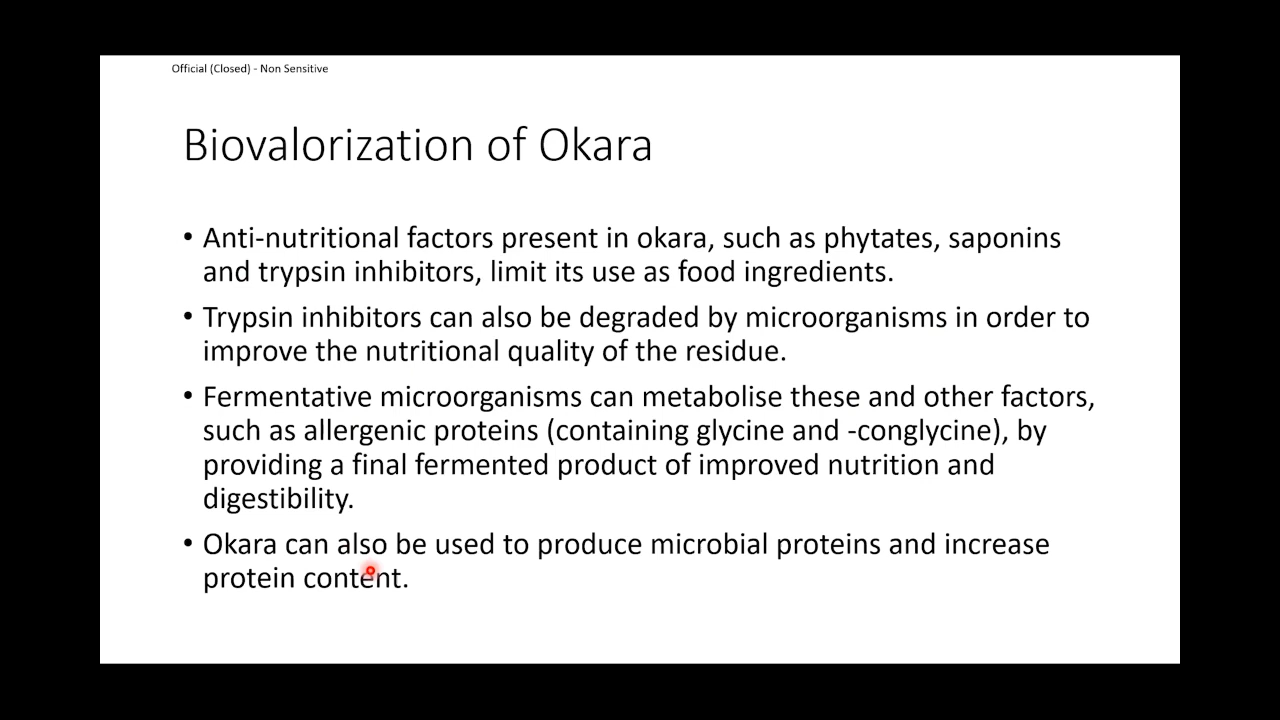 Official (Closed) - Non Sensitive
Biovalorization of Okara
• Anti-nutritional factors present in okara, such as phytates, saponins
and trypsin inhibitors, limit its use as food ingredients.
• Trypsin inhibitors can also be degraded by microorganisms in order to
improve the nutritional quality of the residue.
• Fermentative microorganisms can metabolise these and other factors,
such as allergenic proteins (containing glycine and -conglycine), by
providing a final fermented product of improved nutrition and
digestibility.
• Okara can also be used to produce microbial proteins and increase
protein content.